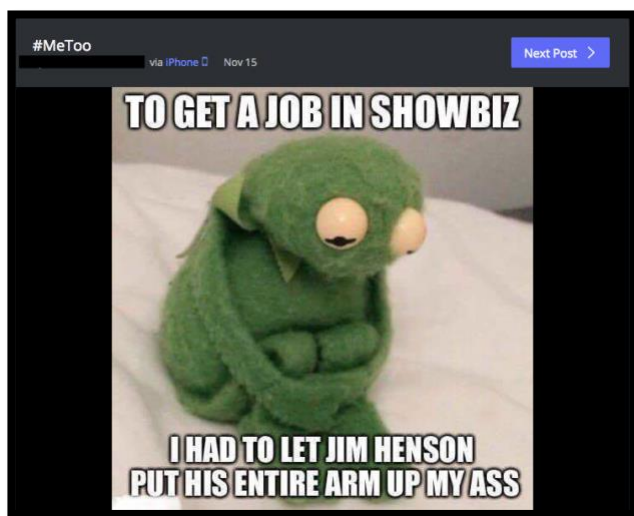 #MeToo
via iPhone Nov 15
Next Post
TO GET A JOB IN SHOWBIZ
I HAD TO LET JIM HENSON
PUT HIS ENTIRE ARM UP MY ASS